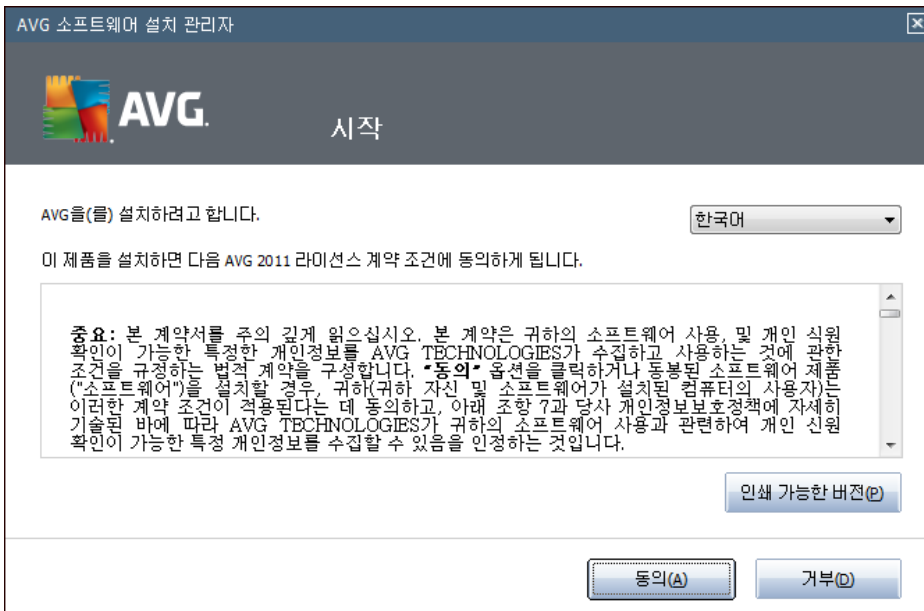 AVG 소프트웨어 설치 관리자
AVG.
시작
AVG을(를) 설치하려고 합니다.
한국어
이 제품을 설치하면 다음 AVG 2011 라이선스 계약 조건에 동의하게 됩니다.
중요: 본 계약서를 주의 깊게 읽으십시오. 본 계약은 귀하의 소프트웨어 사용, 및 개인 식원
확인이 가능한 특정한 개인정보를 AVG TECHNOLOGIES가 수집하고 사용하는 것에 관한
조건을 규정하는 법적 계약을 구성합니다. "동의" 옵션을 클릭하거나 동봉된 소프트웨어 제품
("소프트웨어")을 설치할 경우, 귀하(귀하 자신 및 소프트웨어가 설치된 컴퓨터의 사용자)는
이러한 계약 조건이 적용된다는 데 동의하고, 아래 조항 7과 당사 개인정보보호정책에 자세히
기술된 바에 따라 AVG TECHNOLOGIES가 귀하의 소프트웨어 사용과 관련하여 개인 신원
확인이 가능한 특정 개인정보를 수집할 수 있음을 인정하는 것입니다.
인쇄 가능한 버전(P)
동의(A)
거부(D)